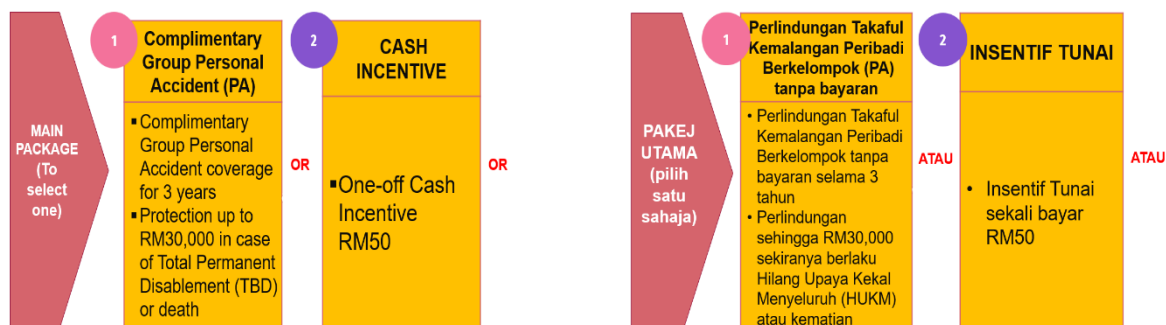 MAIN
PACKAGE
(To
select
one)
1
Complimentary
Group Personal
Accident (PA)
▪Complimentary
Group Personal
Accident coverage
for 3 years
▪Protection up to
RM30,000 in case
of Total Permanent
Disablement (TBD)
or death
OR
2
CASH
INCENTIVE
▪One-off Cash
Incentive
RM50
OR
PAKEJ
UTAMA
(pilih
satu
sahaja)
1
Perlindungan Takaful
Kemalangan Peribadi
Berkelompok (PA)
tanpa bayaran
• Perlindungan Takaful
Kemalangan Peribadi
Berkelompok tanpa
bayaran selama 3
tahun
• Perlindungan
sehingga RM30,000
sekiranya berlaku
Hilang Upaya Kekal
Menyeluruh (HUKM)
atau kematian
ATAU
2
INSENTIF TUNAI
• Insentif Tunai
sekali bayar
RM50
ATAU